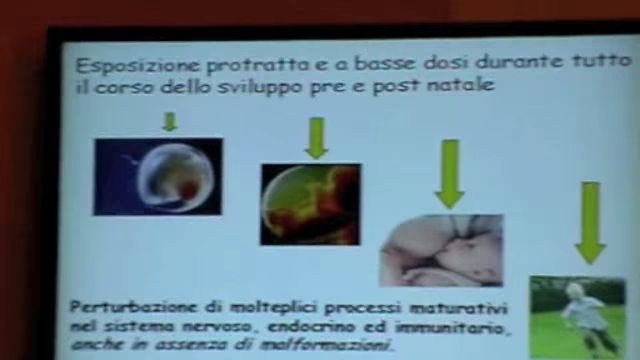 Esposizione protratta e a basse dosi durante tutto
il corso dello sviluppo pre e post natale
Perturbazione di molteplici processi maturativi
nel sistema nervoso, endocrino ed immunitario,
anche in assenza di malformazioni.